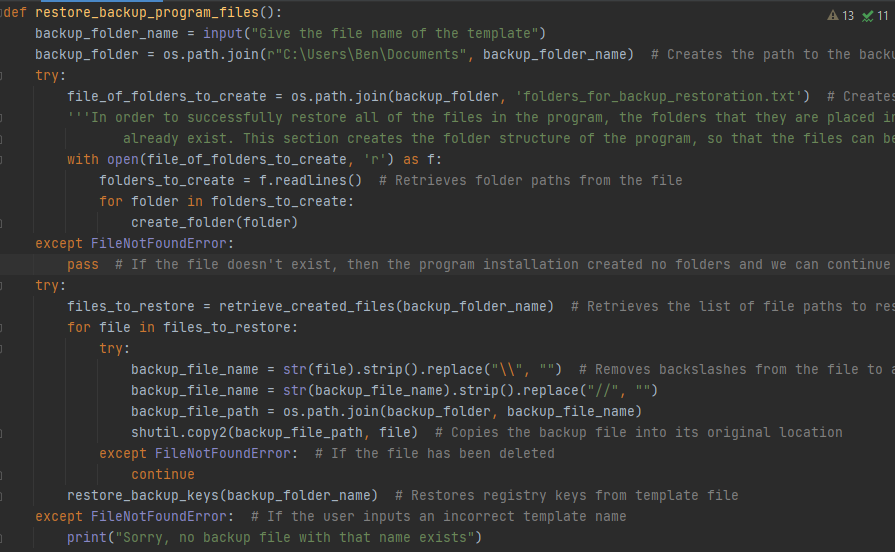 def restore_backup_program_files():
13 11
    backup_folder_name = input("Give the file name of the template")
    backup_folder = os.path.join(r"C:\Users\Ben\Documents", backup_folder_name)  # Creates the path to the backu
    try:
        file_of_folders_to_create = os.path.join(backup_folder, 'folders_for_backup_restoration.txt')  # Creates
        '''In order to successfully restore all of the files in the program, the folders that they are placed in
               already exist. This section creates the folder structure of the program, so that the files can be
        with open(file_of_folders_to_create, 'r') as f:
            folders_to_create = f.readlines()  # Retrieves folder paths from the file
            for folder in folders_to_create:
                create_folder(folder)
    except FileNotFoundError:
        pass  # If the file doesn't exist, then the program installation created no folders and we can continue
    try:
        files_to_restore = retrieve_created_files(backup_folder_name)  # Retrieves the list of file paths to res
        for file in files_to_restore:
            try:
                backup_file_name = str(file).strip().replace("\\", "")  # Removes backslashes from the file to a
                backup_file_name = str(backup_file_name).strip().replace("//", "")
                backup_file_path = os.path.join(backup_folder, backup_file_name)
                shutil.copy2(backup_file_path, file)  # Copies the backup file into its original location
            except FileNotFoundError:  # If the file has been deleted
                continue
        restore_backup_keys(backup_folder_name)  # Restores registry keys from template file
    except FileNotFoundError:  # If the user inputs an incorrect template name
        print("Sorry, no backup file with that name exists")